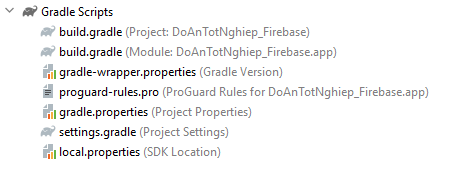 Gradle Scripts
build.gradle (Project: DoAnTotNghiep_Firebase)
build.gradle (Module: DoAnTotNghiep_Firebase.app)
gradle-wrapper.properties (Gradle Version)
proguard-rules.pro (ProGuard Rules for DoAnTotNghiep_Firebase.app)
gradle.properties (Project Properties)
settings.gradle (Project Settings)
local.properties (SDK Location)